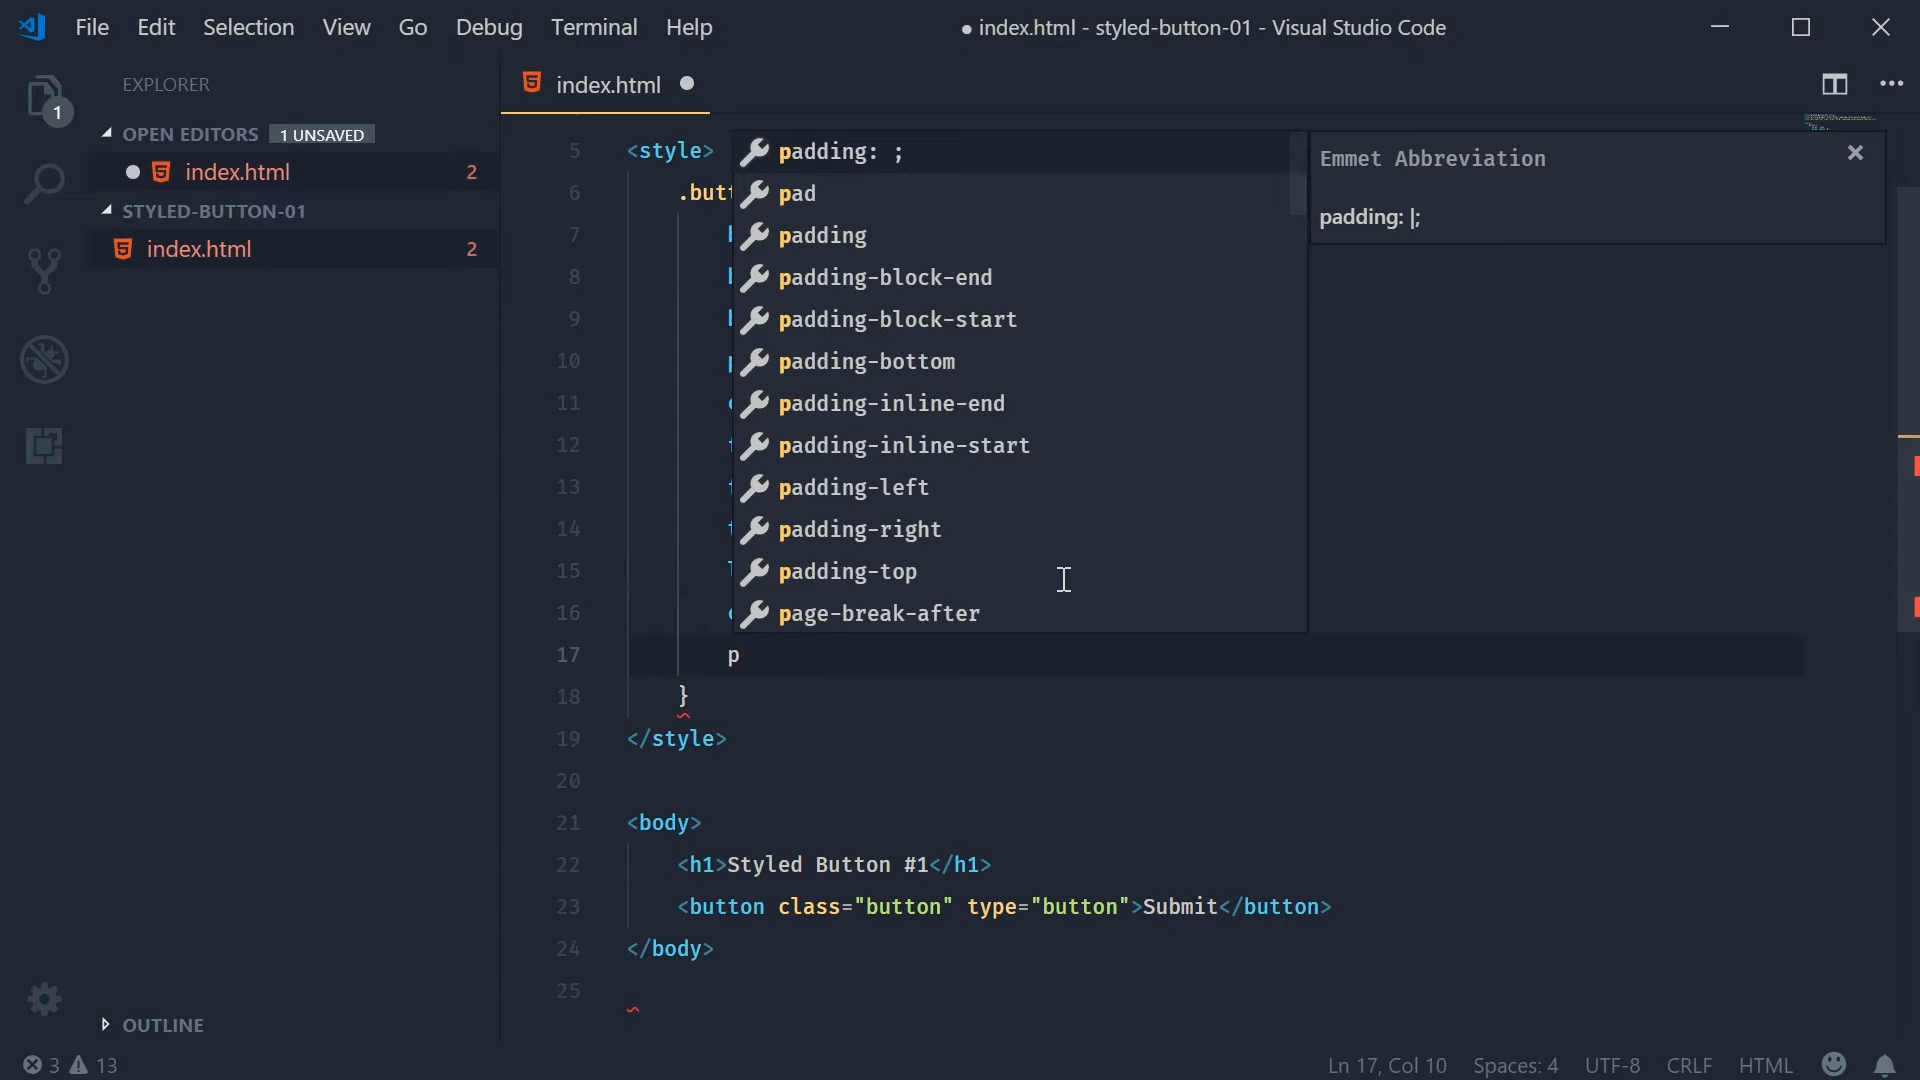 File Edit Selection View Go Debug Terminal Help
● index.html - styled-button-01 - Visual Studio Code
EXPLORER
OPEN EDITORS 1 UNSAVED
index.html 2
STYLED-BUTTON-01
index.html 2
OUTLINE
1
index.html
5 <style>
6 .butt
7
8
9
10
11
12
13
14
15
16
17 p
18 }
19 </style>
20
21 <body>
22 <h1>Styled Button #1</h1>
23 <button class="button" type="button">Submit</button>
24 </body>
25
padding: ;
pad
padding
padding-block-end
padding-block-start
padding-bottom
padding-inline-end
padding-inline-start
padding-left
padding-right
padding-top
page-break-after
Emmet Abbreviation
padding: |;
3 13
Ln 17, Col 10 Spaces: 4 UTF-8 CRLF HTML